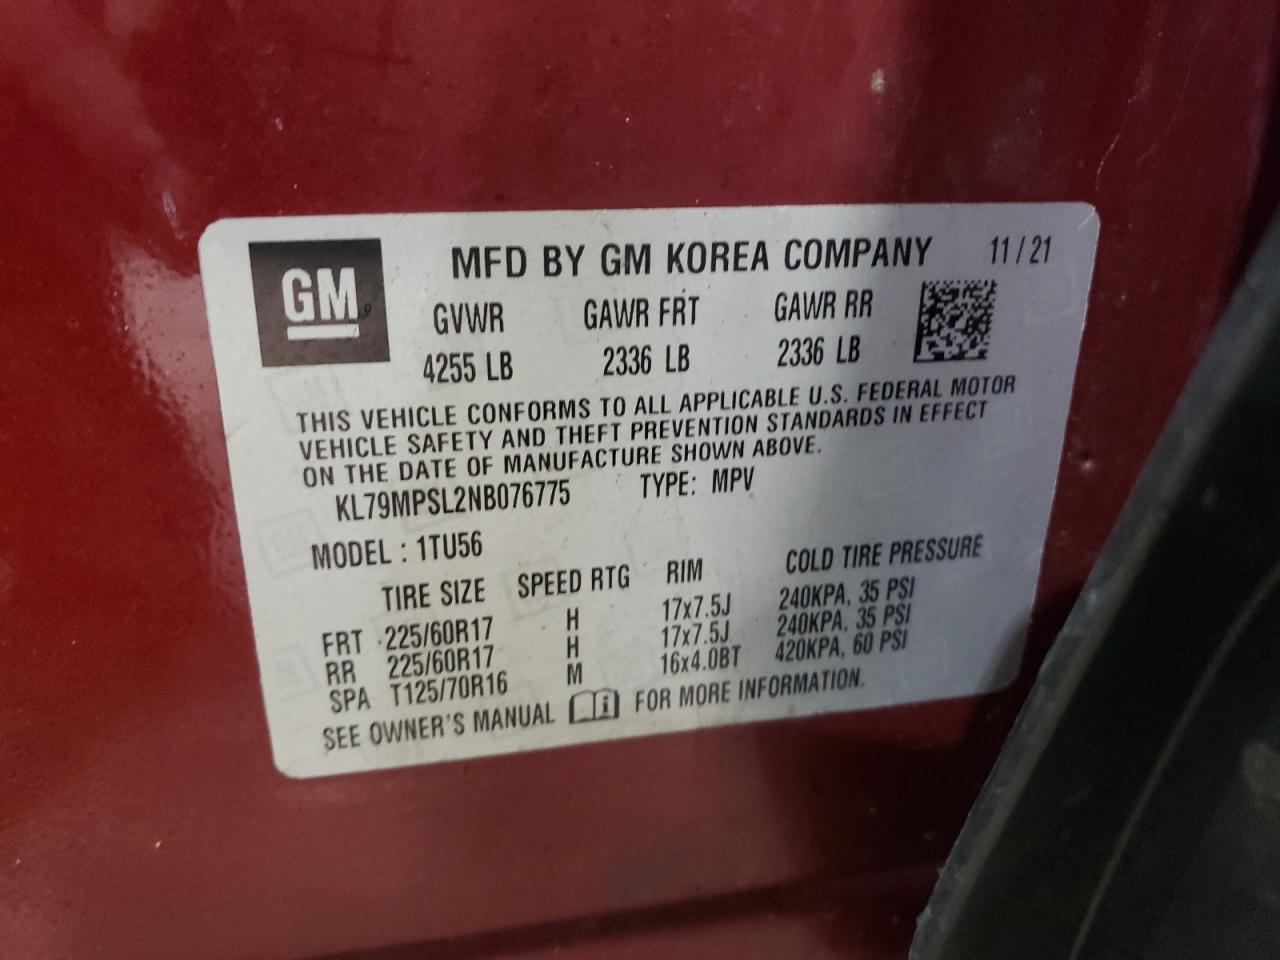 GM
MFD BY GM KOREA COMPANY 11/21
GVWR GAWR FRT GAWR RR
4255 LB 2336 LB 2336 LB
THIS VEHICLE CONFORMS TO ALL APPLICABLE U.S. FEDERAL MOTOR
VEHICLE SAFETY AND THEFT PREVENTION STANDARDS IN EFFECT
ON THE DATE OF MANUFACTURE SHOWN ABOVE.
KL79MPSL2NB076775 TYPE: MPV
MODEL : 1TU56
TIRE SIZE SPEED RTG RIM COLD TIRE PRESSURE
FRT 225/60R17 H 17x7.5J 240KPA, 35 PSI
RR 225/60R17 H 17x7.5J 240KPA, 35 PSI
SPA T125/70R16 M 16x4.0BT 420KPA, 60 PSI
SEE OWNER'S MANUAL i FOR MORE INFORMATION.